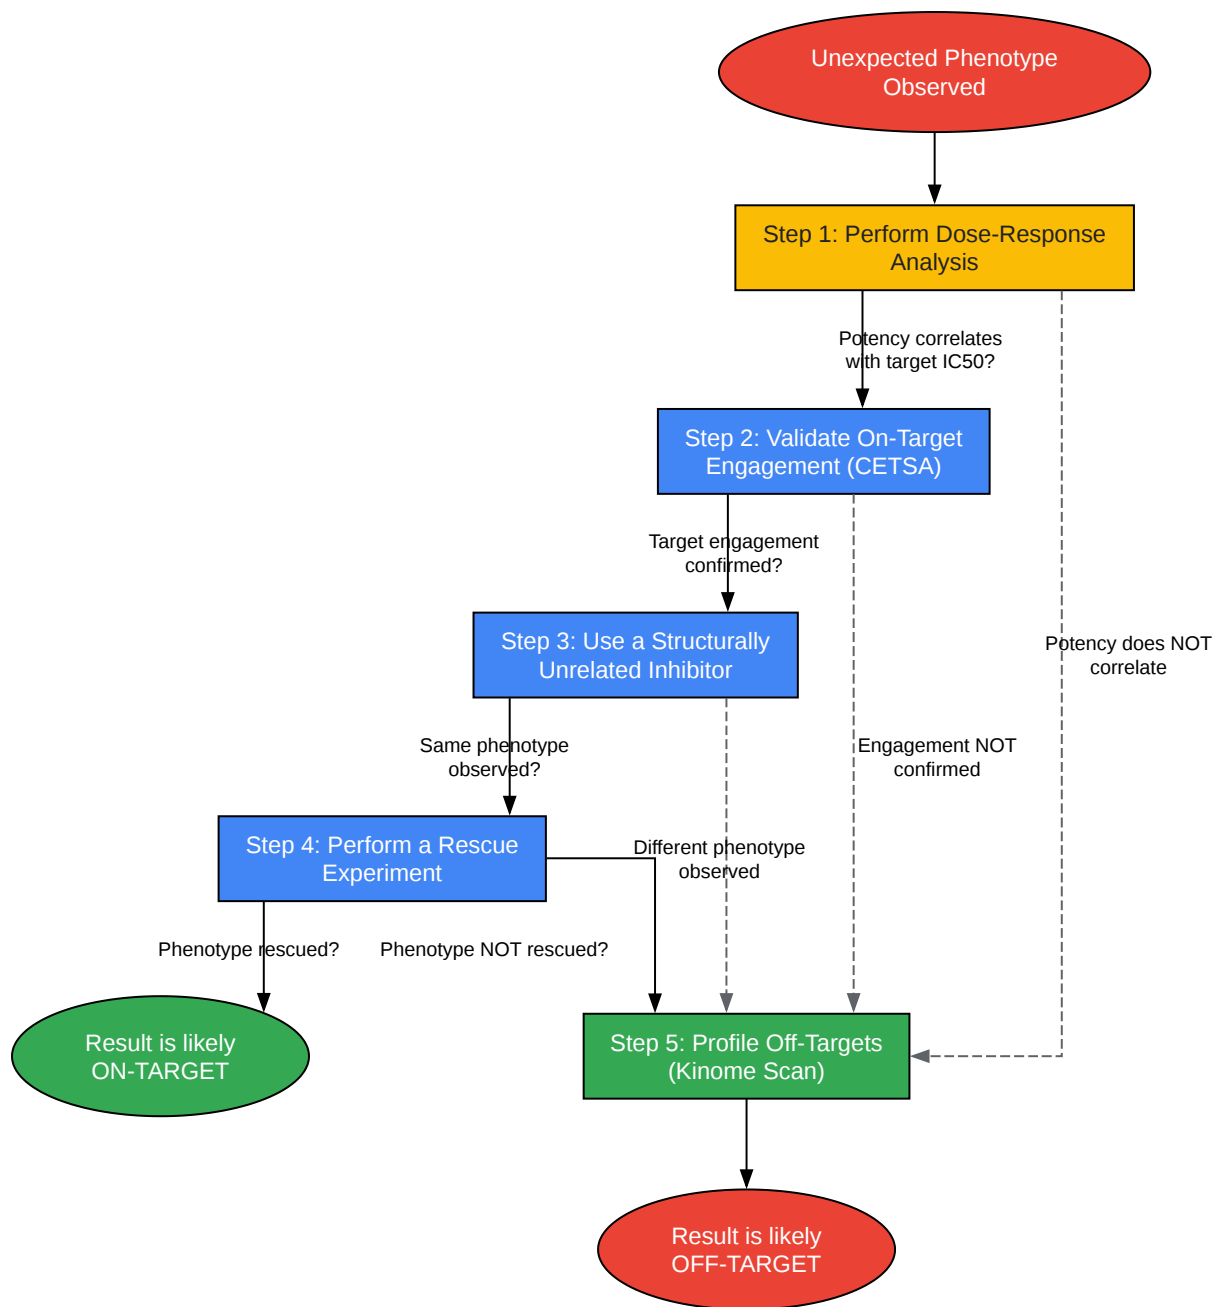 Unexpected Phenotype
Observed
Step 1: Perform Dose-Response
Analysis
Potency correlates
with target IC50?
Step 2: Validate On-Target
Engagement (CETSA)
Target engagement
confirmed?
Step 3: Use a Structurally
Unrelated Inhibitor
Potency does NOT
correlate
Same phenotype
observed?
Engagement NOT
confirmed
Step 4: Perform a Rescue
Experiment
Different phenotype
observed
Phenotype rescued?
Phenotype NOT rescued?
Result is likely
ON-TARGET
Step 5: Profile Off-Targets
(Kinome Scan)
Result is likely
OFF-TARGET